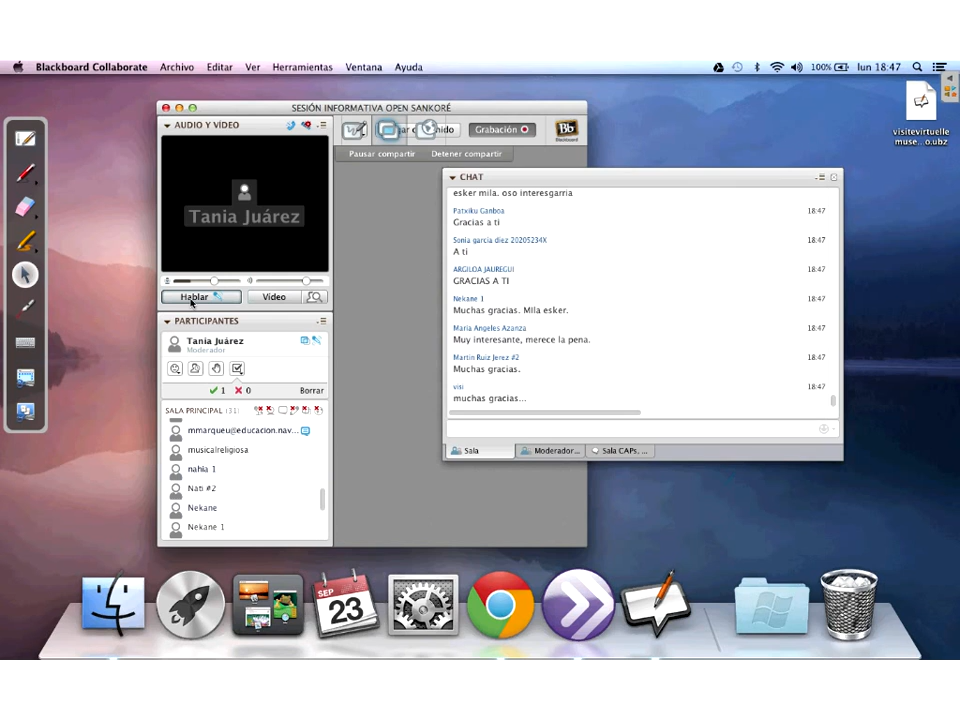 Blackboard Collaborate Archivo Editar Ver Herramientas Ventana Ayuda 100% lun 18:47
visitevirtuelle
muse ... o.ubz
SESIÓN INFORMATIVA OPEN SANKORÉ
AUDIO Y VÍDEO
Grabación
Bb
Blackboard
Pausar compartir Detener compartir
Tania Juárez
Hablar Vídeo
PARTICIPANTES
Tania Juárez
Moderador
1 0 Borrar
SALA PRINCIPAL (31)
mmarqueu@educacion.nav...
musicalreligiosa
nahia 1
Nati #2
Nekane
Nekane 1
CHAT
esker mila. oso interesgarria
Patxiku Ganboa 18:47
Gracias a ti
Sonia garcia diez 20205234X 18:47
A ti
ARGILOA JAUREGUI 18:47
GRACIAS A TI
Nekane 1 18:47
Muchas gracias. MIla esker.
Maria Angeles Azanza 18:47
Muy interesante, merece la pena.
Martin Ruiz Jerez #2 18:47
Muchas gracias.
viri 18:47
muchas gracias...
Sala Moderador... Sala CAPs, ...
SEP
23